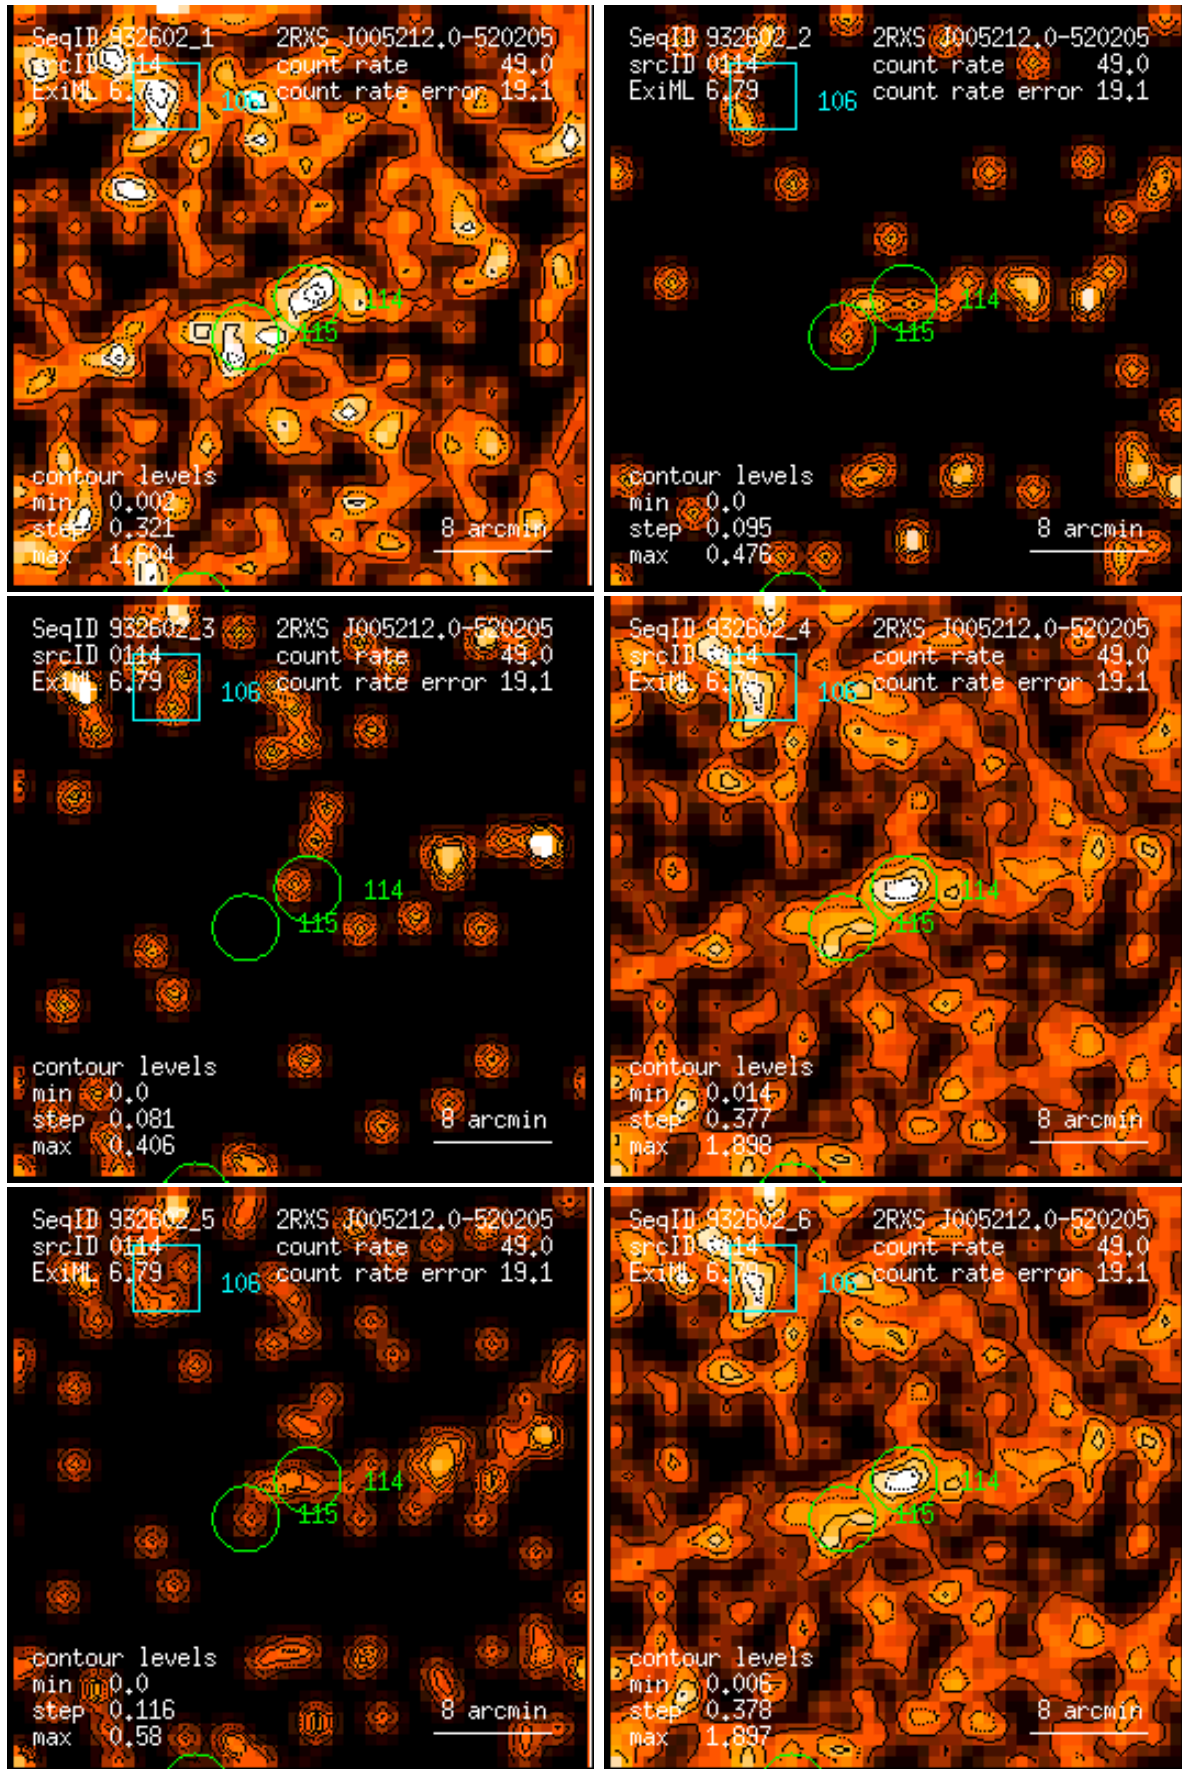 SeqID 932602_1 2RXS J005212.0-520205
srcID 0114 count rate 49.0
ExiML 6.79 106 count rate error 19.1
114
115
contour levels
min 0.002
step 0.321 8 arcmin
max 1.604
SeqID 932602_2 2RXS J005212.0-520205
srcID 0114 count rate 49.0
ExiML 6.79 106 count rate error 19.1
114
115
contour levels
min 0.0
step 0.095 8 arcmin
max 0.476
SeqID 932602_3 2RXS J005212.0-520205
srcID 0114 count rate 49.0
ExiML 6.79 106 count rate error 19.1
114
115
contour levels
min 0.0
step 0.081 8 arcmin
max 0.406
SeqID 932602_4 2RXS J005212.0-520205
srcID 0114 count rate 49.0
ExiML 6.79 106 count rate error 19.1
114
115
contour levels
min 0.014
step 0.377 8 arcmin
max 1.898
SeqID 932602_5 2RXS J005212.0-520205
srcID 0114 count rate 49.0
ExiML 6.79 106 count rate error 19.1
114
115
contour levels
min 0.0
step 0.116 8 arcmin
max 0.58
SeqID 932602_6 2RXS J005212.0-520205
srcID 0114 count rate 49.0
ExiML 6.79 106 count rate error 19.1
114
115
contour levels
min 0.006
step 0.378 8 arcmin
max 1.897